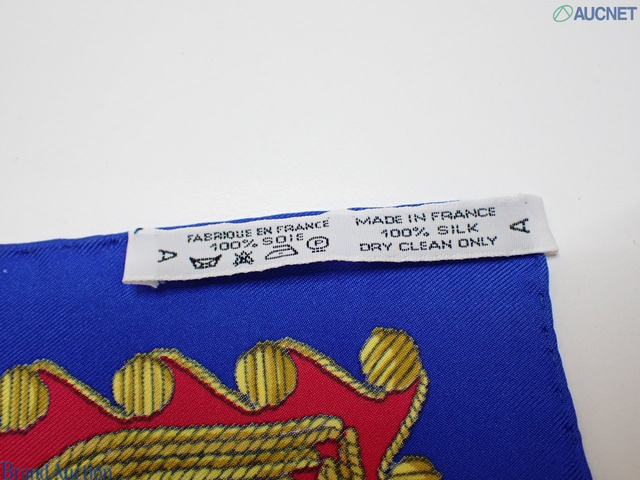 AUCNET
A
FABRIQUE EN FRANCE
100% SOIE
P
MADE IN FRANCE
100% SILK
DRY CLEAN ONLY
A
Brand Auction